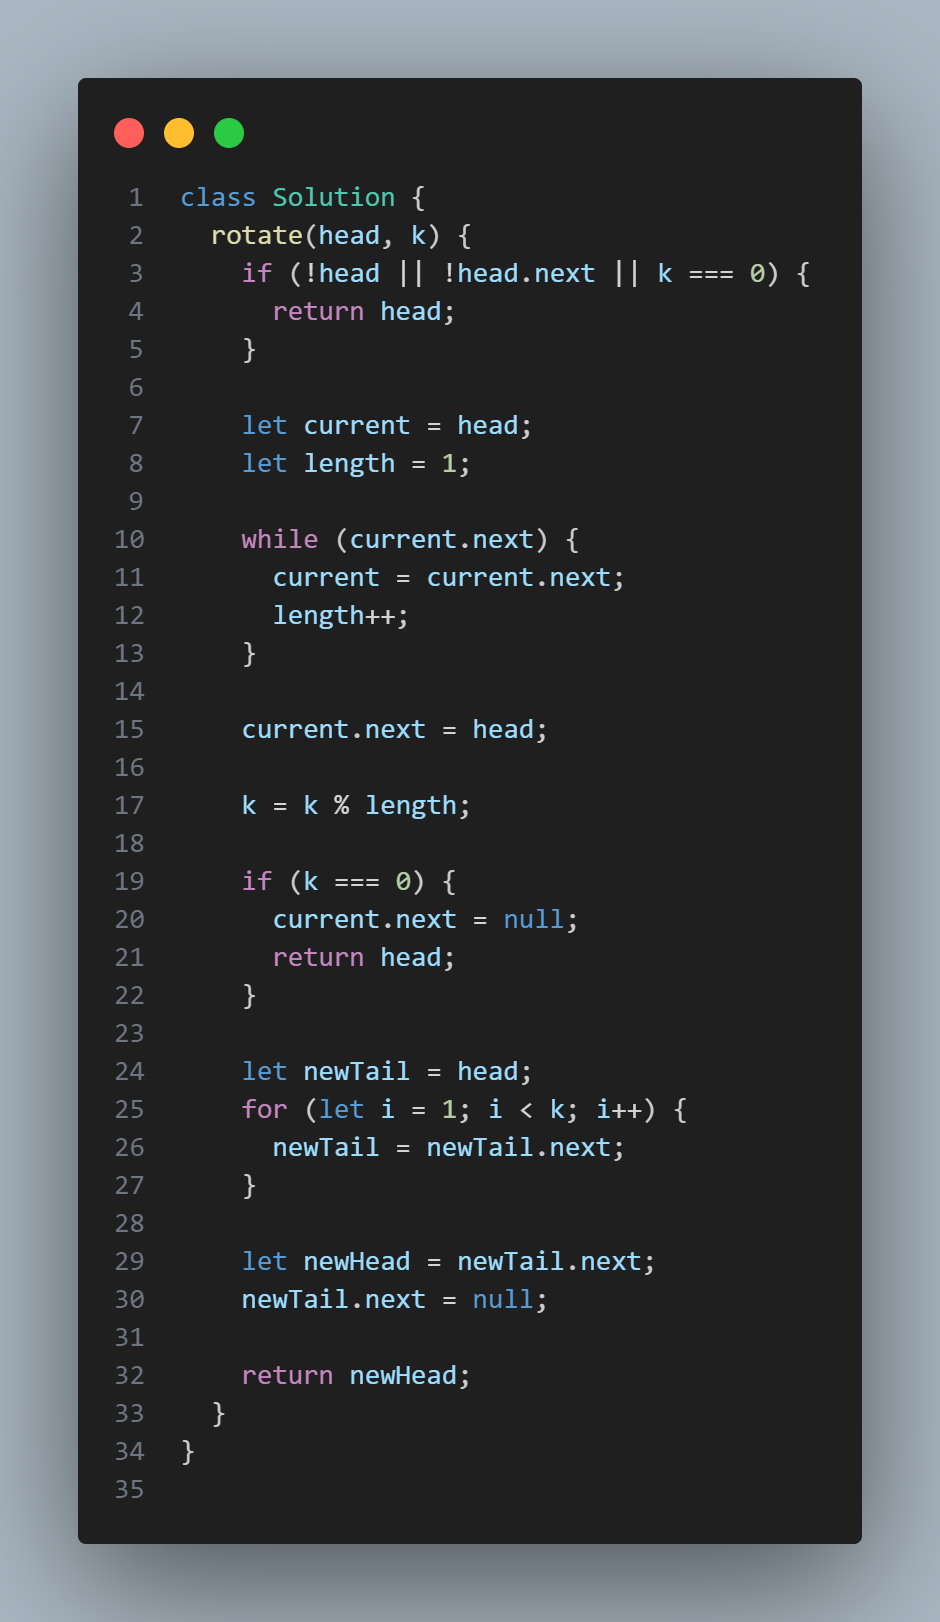 1 class Solution {
2   rotate(head, k) {
3     if (!head || !head.next || k === 0) {
4       return head;
5     }
6
7     let current = head;
8     let length = 1;
9
10     while (current.next) {
11       current = current.next;
12       length++;
13     }
14
15     current.next = head;
16
17     k = k % length;
18
19     if (k === 0) {
20       current.next = null;
21       return head;
22     }
23
24     let newTail = head;
25     for (let i = 1; i < k; i++) {
26       newTail = newTail.next;
27     }
28
29     let newHead = newTail.next;
30     newTail.next = null;
31
32     return newHead;
33   }
34 }
35